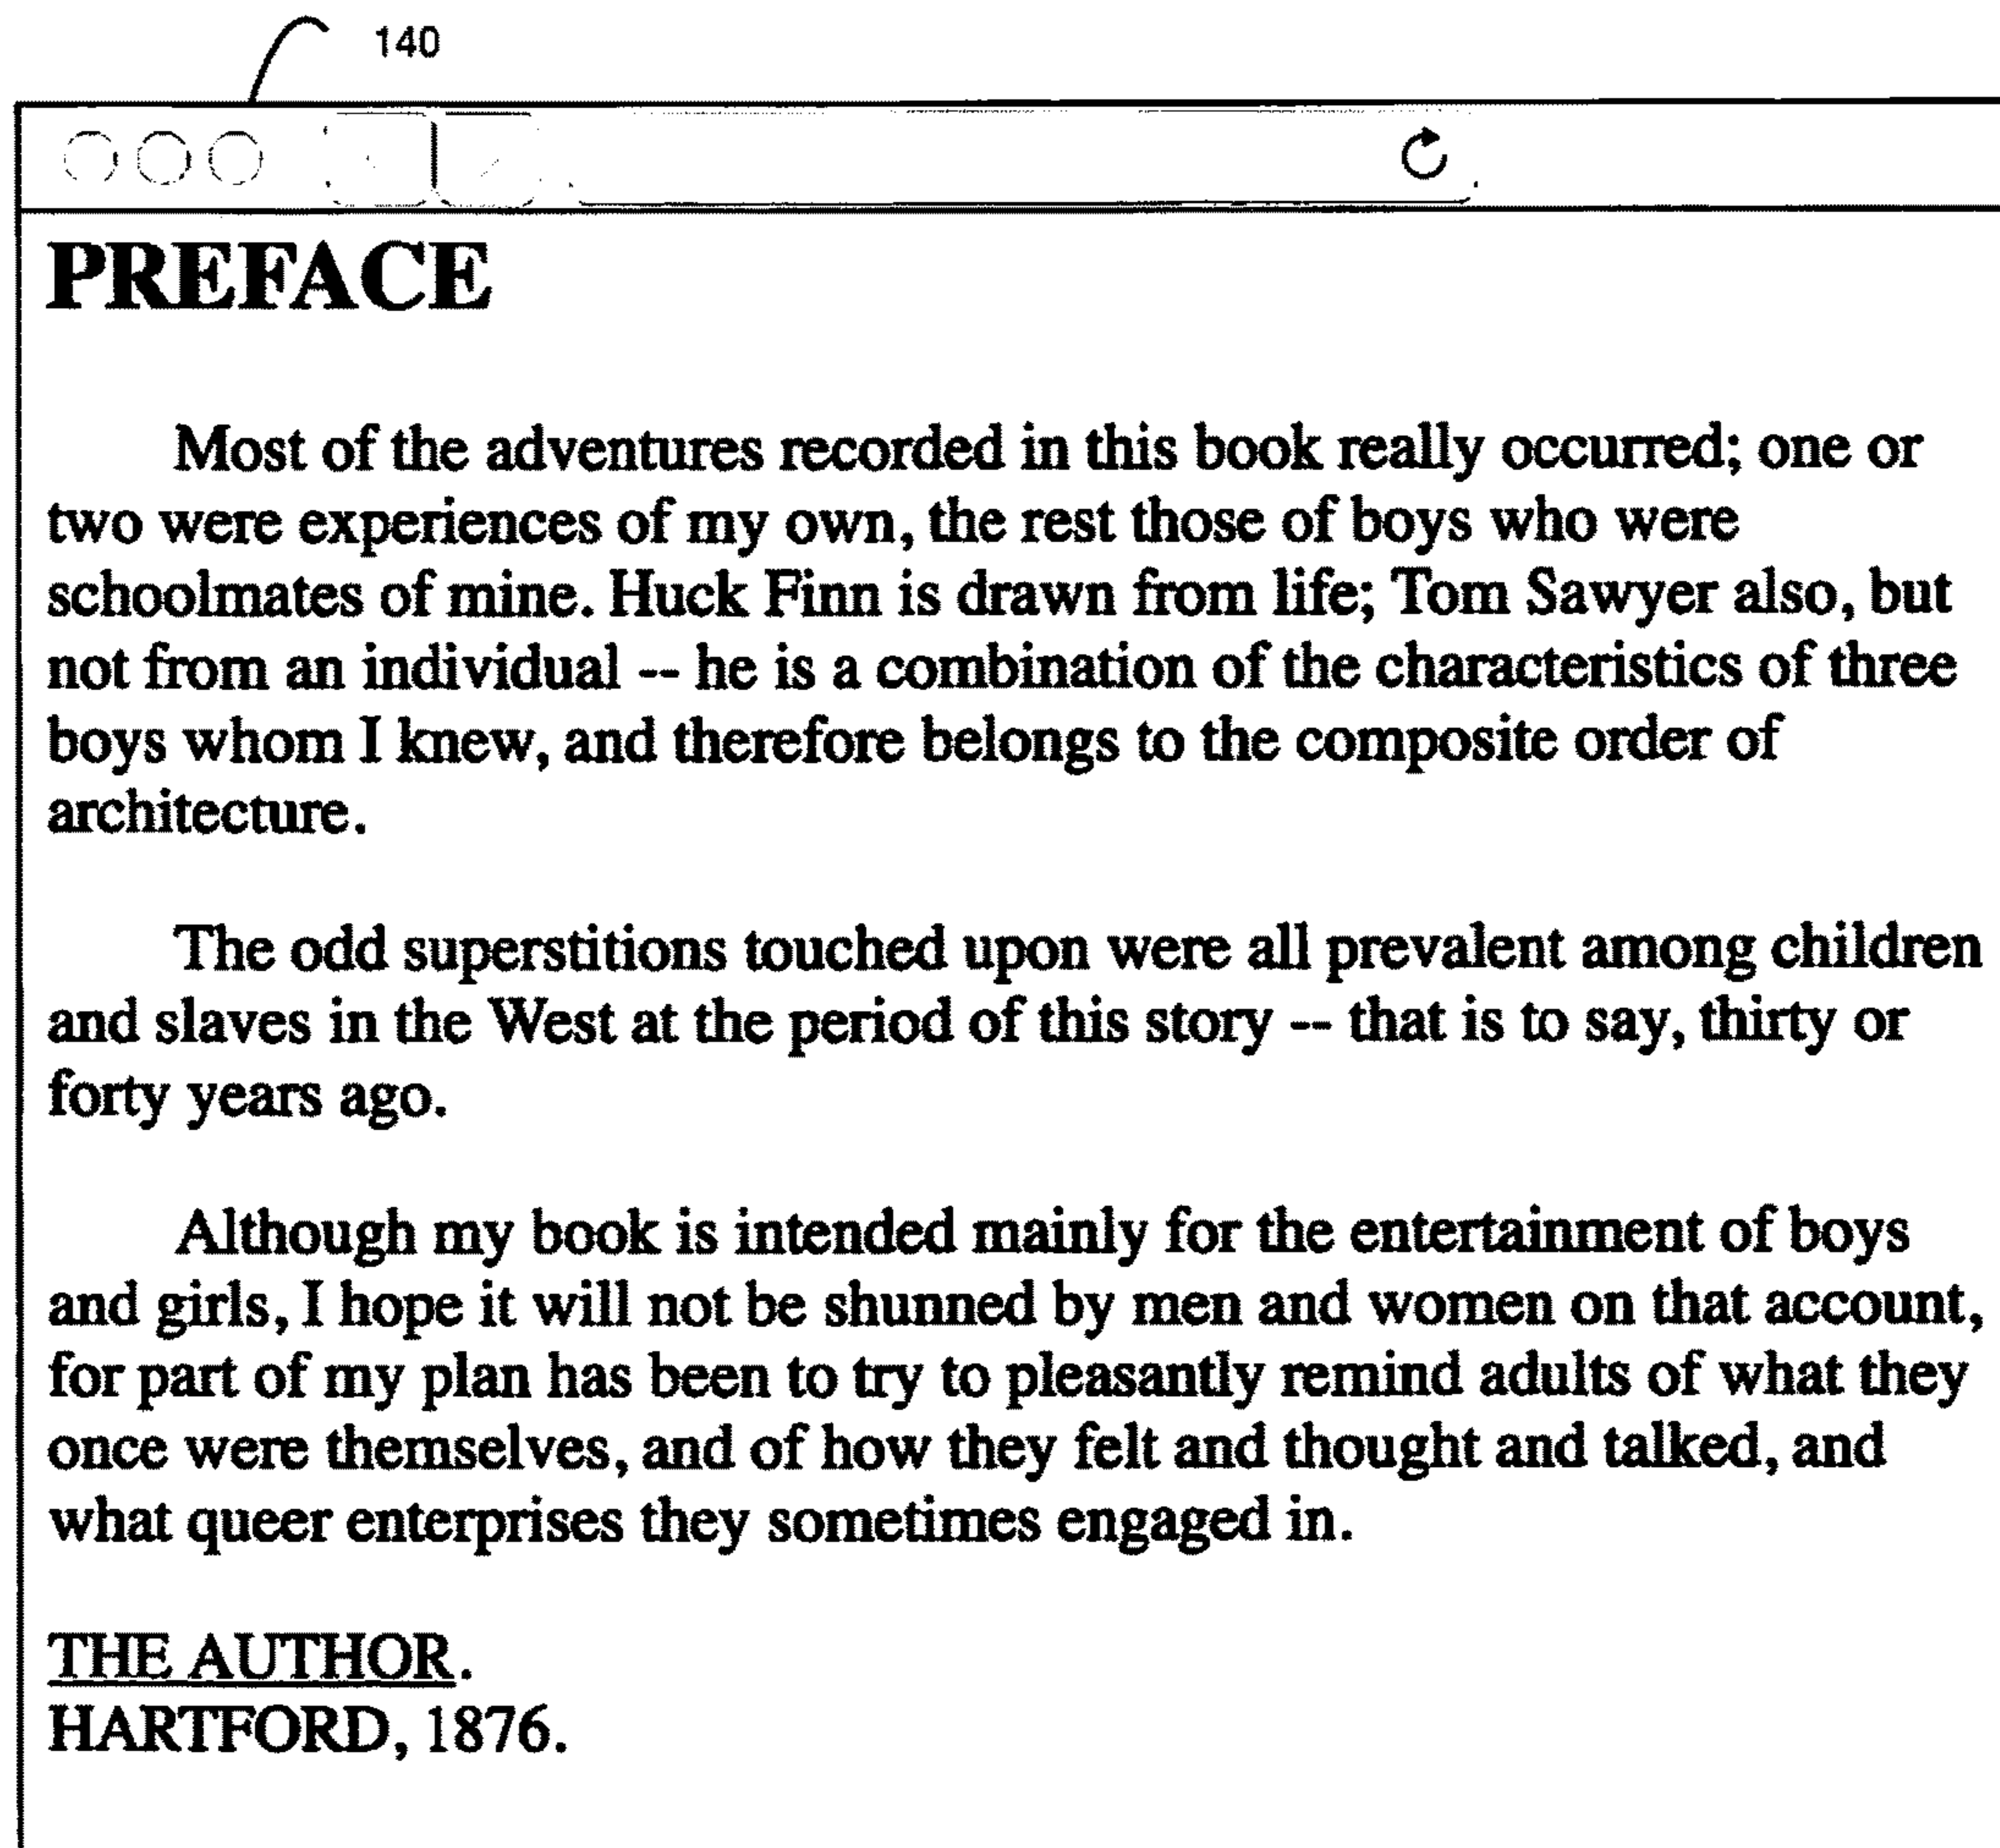 140
PREFACE
Most of the adventures recorded in this book really occurred; one or
two were experiences of my own, the rest those of boys who were
schoolmates of mine. Huck Finn is drawn from life; Tom Sawyer also, but
not from an individual -- he is a combination of the characteristics of three
boys whom I knew, and therefore belongs to the composite order of
architecture.
The odd superstitions touched upon were all prevalent among children
and slaves in the West at the period of this story -- that is to say, thirty or
forty years ago.
Although my book is intended mainly for the entertainment of boys
and girls, I hope it will not be shunned by men and women on that account,
for part of my plan has been to try to pleasantly remind adults of what they
once were themselves, and of how they felt and thought and talked, and
what queer enterprises they sometimes engaged in.
THE AUTHOR.
HARTFORD, 1876.